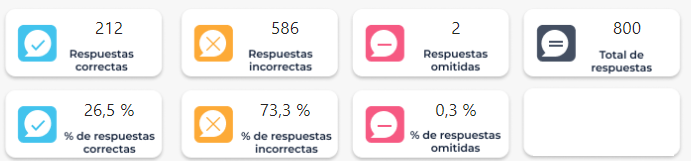 212
Respuestas
correctas
586
Respuestas
incorrectas
2
Respuestas
omitidas
800
Total de
respuestas
26,5 %
% de respuestas
correctas
73,3 %
% de respuestas
incorrectas
0,3 %
% de respuestas
omitidas